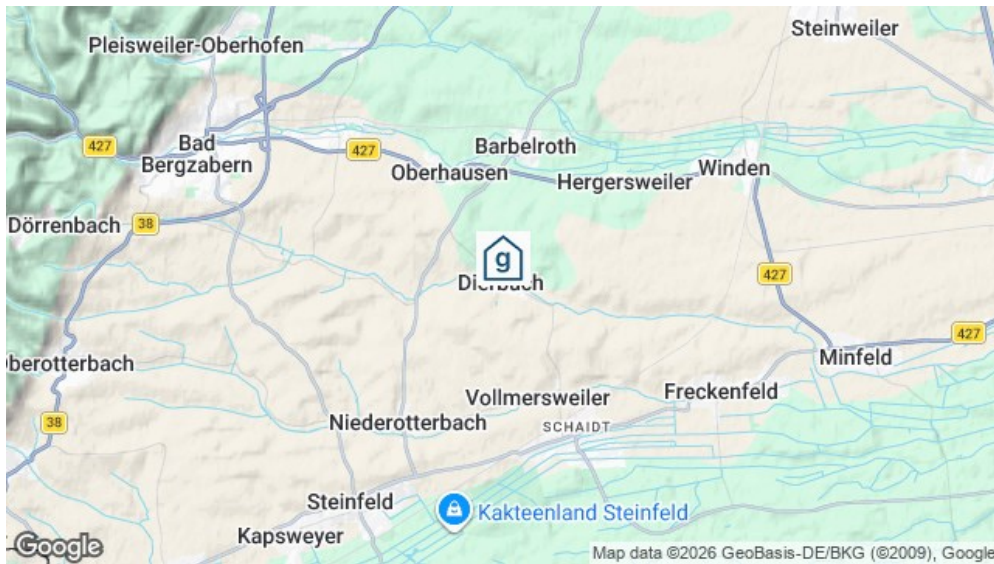 Steinweiler
Pleisweiler-Oberhofen
427
Bad
Bergzabern
427
Barbelroth
Oberhausen
Hergersweiler
Winden
Dörrenbach
38
g
Dierbach
427
427
Minfeld
berotterbach
Vollmersweiler
Freckenfeld
38
Niederotterbach
SCHAIDT
Steinfeld
Kakteenland Steinfeld
Kapsweyer
Google
Map data ©2026 GeoBasis-DE/BKG (©2009), Google